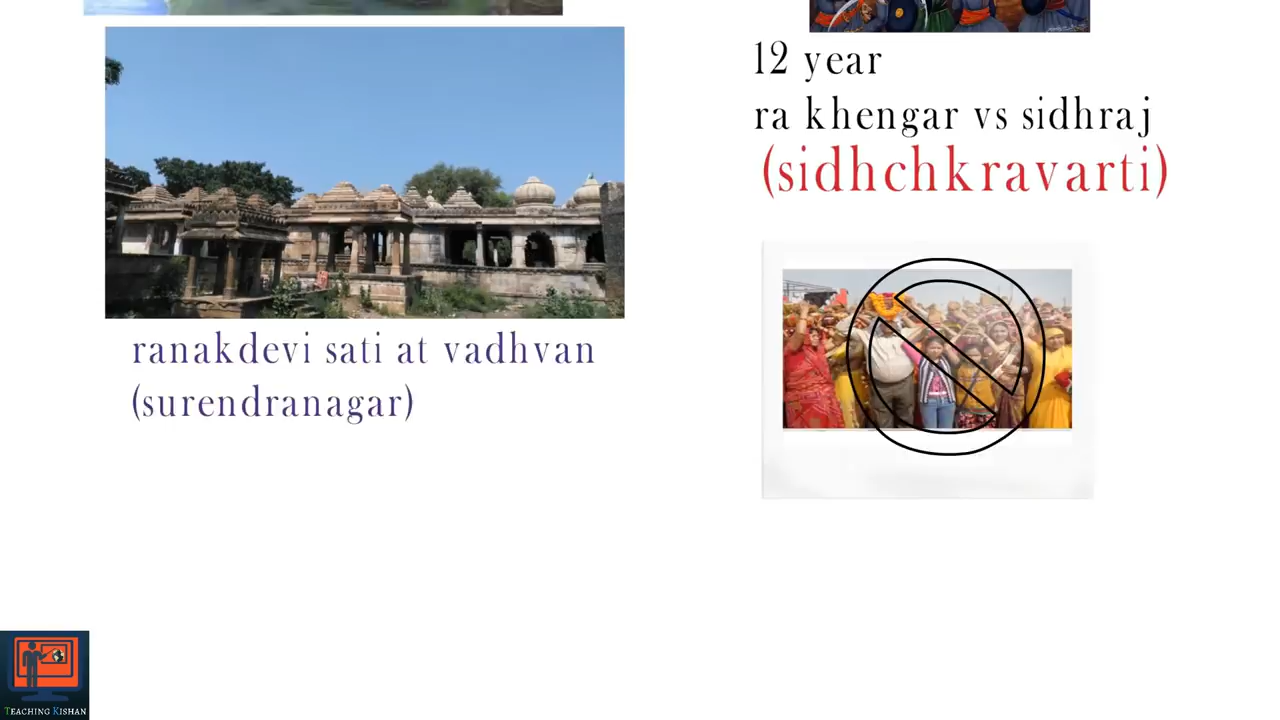 12 year
ra khengar vs sidhraj
(sidhchkravarti)
ranakdevi sati at vadhvan
(surendranagar)
TEACHING KISHAN